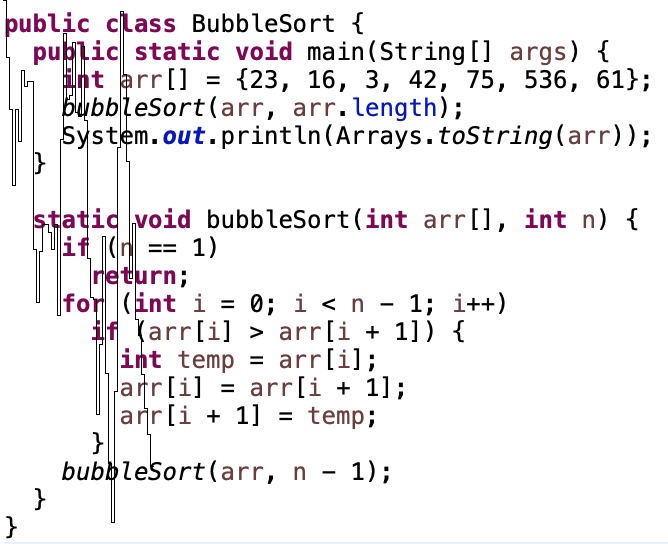 public class BubbleSort {
  public static void main(String[] args) {
    int arr[] = {23, 16, 3, 42, 75, 536, 61};
    bubbleSort(arr, arr.length);
    System.out.println(Arrays.toString(arr));
  }

  static void bubbleSort(int arr[], int n) {
    if (n == 1)
      return;
    for (int i = 0; i < n - 1; i++)
      if (arr[i] > arr[i + 1]) {
        int temp = arr[i];
        arr[i] = arr[i + 1];
        arr[i + 1] = temp;
      }
    bubbleSort(arr, n - 1);
  }
}